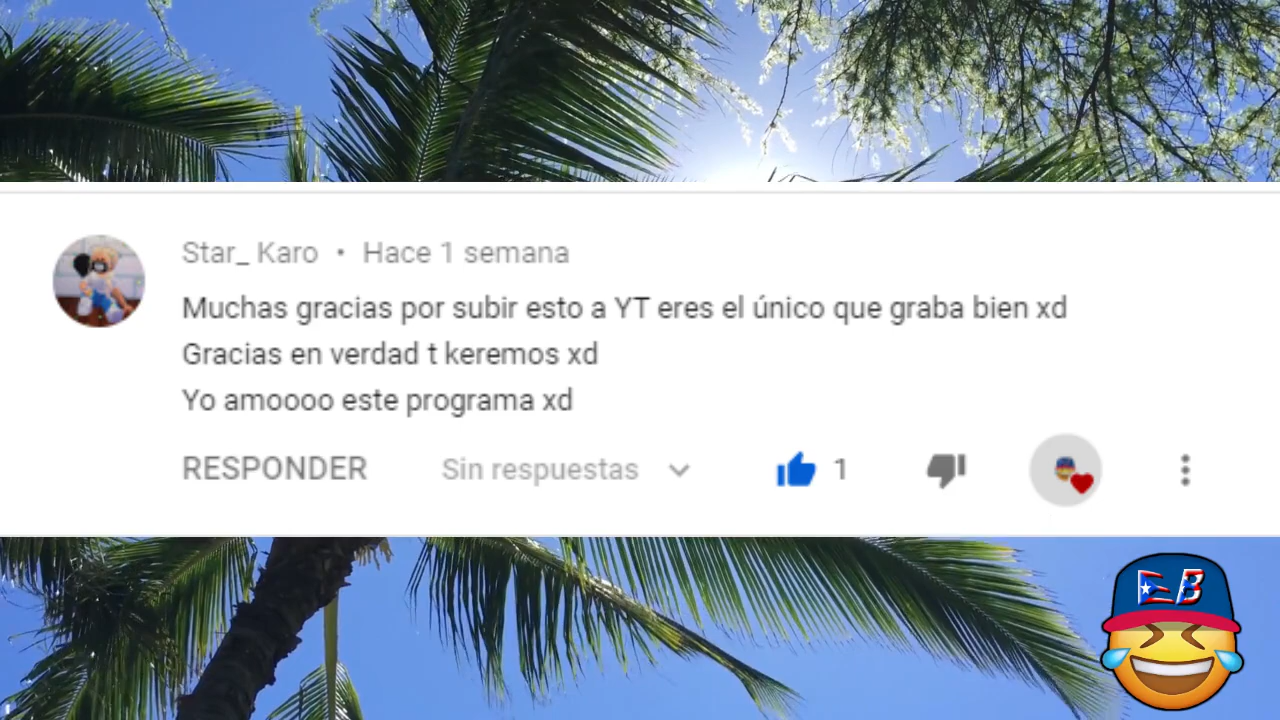 Star_ Karo • Hace 1 semana
Muchas gracias por subir esto a YT eres el único que graba bien xd
Gracias en verdad t keremos xd
Yo amoooo este programa xd
RESPONDER Sin respuestas 1
EB